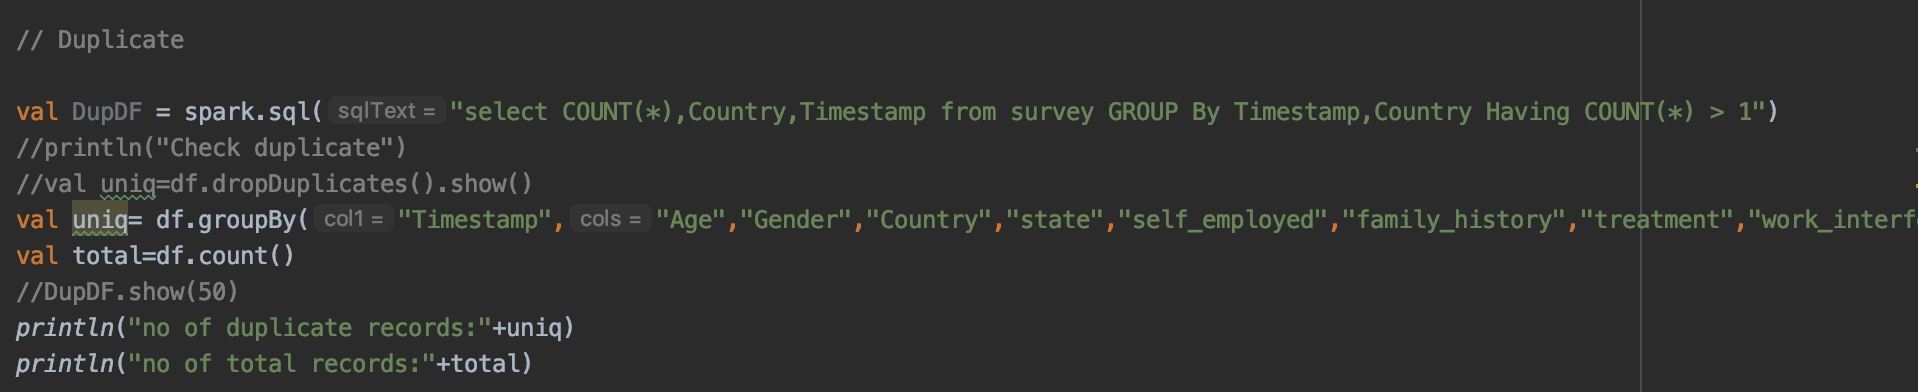 // Duplicate
val DupDF = spark.sql( sqlText = "select COUNT(*),Country,Timestamp from survey GROUP By Timestamp,Country Having COUNT(*) > 1")
//println("Check duplicate")
//val uniq=df.dropDuplicates().show()
val uniq= df.groupBy( col1 = "Timestamp", cols = "Age","Gender","Country","state","self_employed","family_history","treatment","work_interf
val total=df.count()
//DupDF.show(50)
println("no of duplicate records:"+uniq)
println("no of total records:"+total)